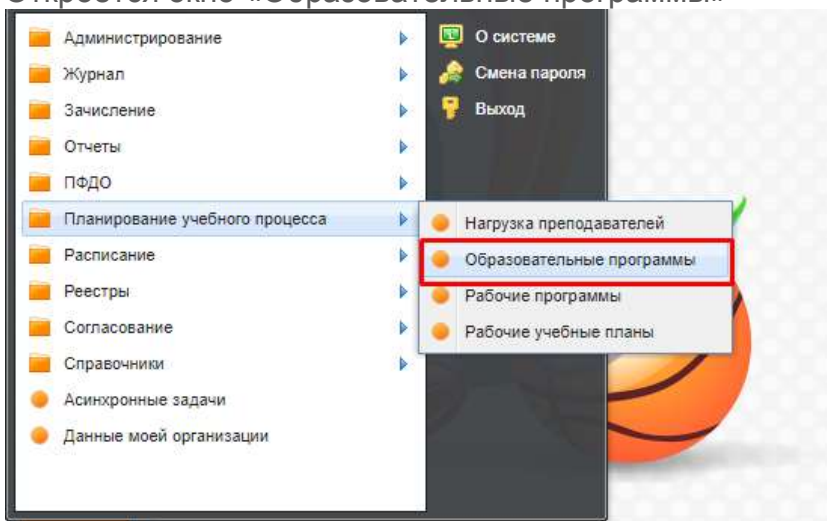 Откроется окно «Образовательные программы»
Администрирование
Журнал
Зачисление
Отчеты
ПФДО
Планирование учебного процесса
Расписание
Реестры
Согласование
Справочники
Асинхронные задачи
Данные моей организации
О системе
Смена пароля
Выход
Нагрузка преподавателей
Образовательные программы
Рабочие программы
Рабочие учебные планы